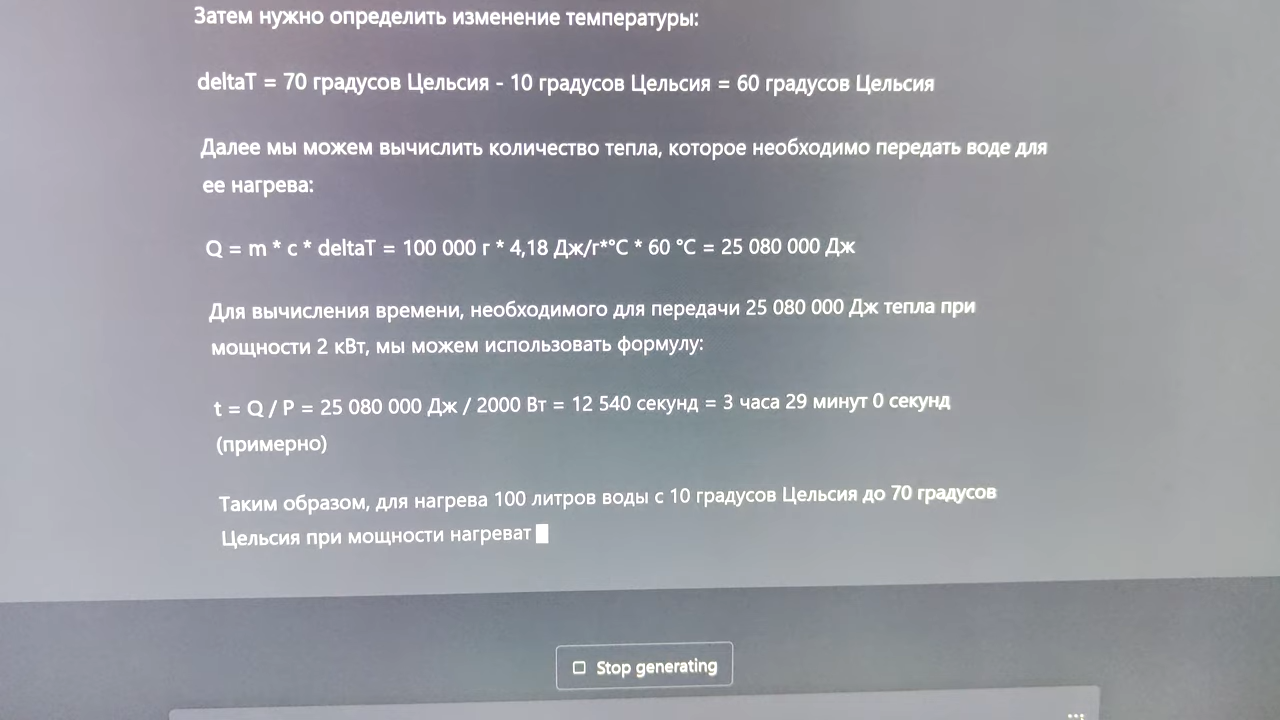 Затем нужно определить изменение температуры:
deltaT = 70 градусов Цельсия - 10 градусов Цельсия = 60 градусов Цельсия
Далее мы можем вычислить количество тепла, которое необходимо передать воде для
ее нагрева:
Q = m * c * deltaT = 100 000 г * 4,18 Дж/г*°C * 60 °C = 25 080 000 Дж
Для вычисления времени, необходимого для передачи 25 080 000 Дж тепла при
мощности 2 кВт, мы можем использовать формулу:
t = Q / P = 25 080 000 Дж / 2000 Вт = 12 540 секунд = 3 часа 29 минут 0 секунд
(примерно)
Таким образом, для нагрева 100 литров воды с 10 градусов Цельсия до 70 градусов
Цельсия при мощности нагреват
Stop generating